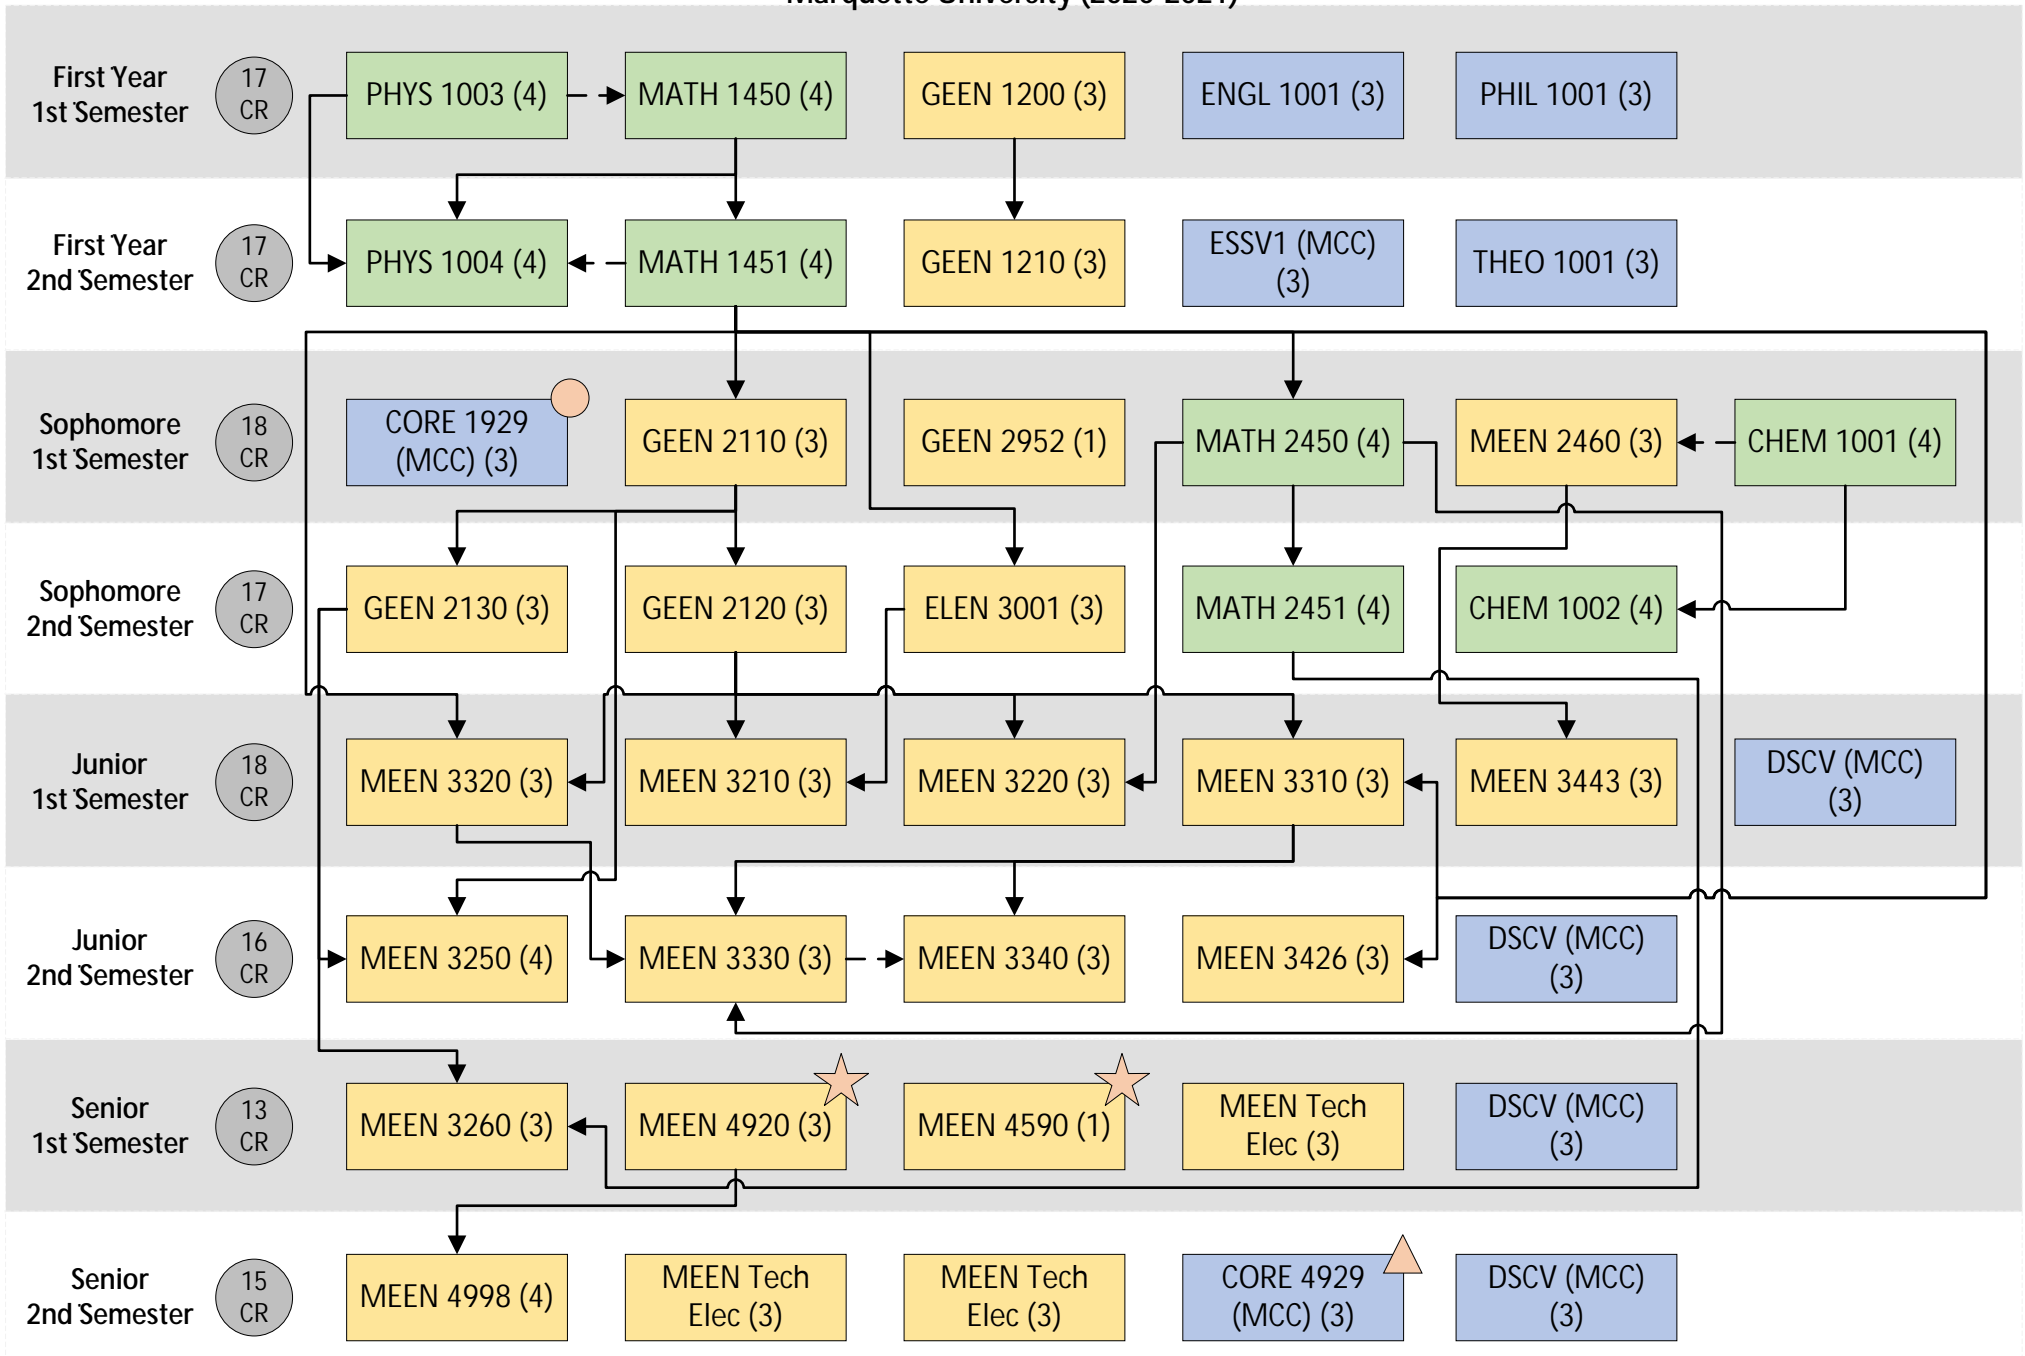 Marquette University (2020-2021)
First Year
1st Semester
17
CR
PHYS 1003 (4)
MATH 1450 (4)
GEEN 1200 (3)
ENGL 1001 (3)
PHIL 1001 (3)
First Year
2nd Semester
17
CR
PHYS 1004 (4)
MATH 1451 (4)
GEEN 1210 (3)
ESSV1 (MCC)
(3)
THEO 1001 (3)
Sophomore
1st Semester
18
CR
CORE 1929
(MCC) (3)
GEEN 2110 (3)
GEEN 2952 (1)
MATH 2450 (4)
MEEN 2460 (3)
CHEM 1001 (4)
Sophomore
2nd Semester
17
CR
GEEN 2130 (3)
GEEN 2120 (3)
ELEN 3001 (3)
MATH 2451 (4)
CHEM 1002 (4)
Junior
1st Semester
18
CR
MEEN 3320 (3)
MEEN 3210 (3)
MEEN 3220 (3)
MEEN 3310 (3)
MEEN 3443 (3)
DSCV (MCC)
(3)
Junior
2nd Semester
16
CR
MEEN 3250 (4)
MEEN 3330 (3)
MEEN 3340 (3)
MEEN 3426 (3)
DSCV (MCC)
(3)
Senior
1st Semester
13
CR
MEEN 3260 (3)
MEEN 4920 (3)
MEEN 4590 (1)
MEEN Tech
Elec (3)
DSCV (MCC)
(3)
Senior
2nd Semester
15
CR
MEEN 4998 (4)
MEEN Tech
Elec (3)
MEEN Tech
Elec (3)
CORE 4929
(MCC) (3)
DSCV (MCC)
(3)